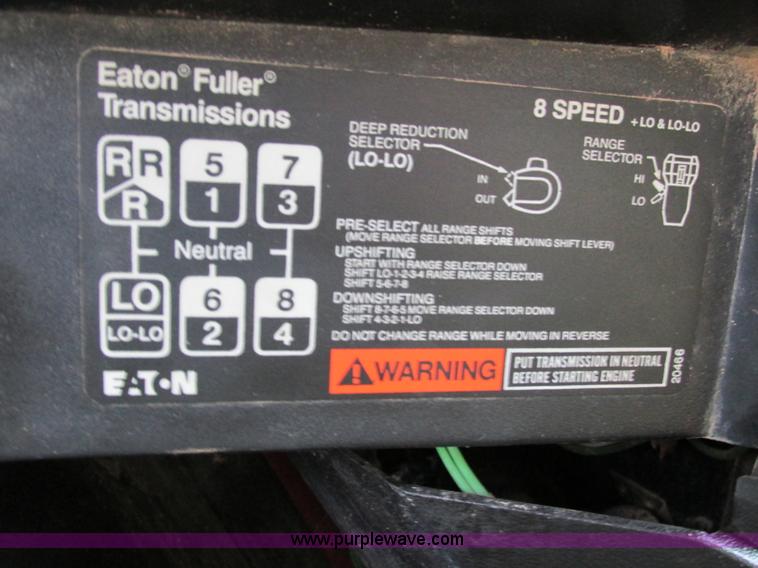 Eaton® Fuller®
Transmissions
8 SPEED + LO & LO-LO
DEEP REDUCTION
SELECTOR
(LO-LO)
IN
OUT
RANGE
SELECTOR
HI
LO
R R 5 7
R 1 3
Neutral
LO 6 8
LO-LO 2 4
PRE-SELECT ALL RANGE SHIFTS
(MOVE RANGE SELECTOR BEFORE MOVING SHIFT LEVER)
UPSHIFTING
START WITH RANGE SELECTOR DOWN
SHIFT LO-1-2-3-4 RAISE RANGE SELECTOR
SHIFT 5-6-7-8
DOWNSHIFTING
SHIFT 8-7-6-5 MOVE RANGE SELECTOR DOWN
SHIFT 4-3-2-1-LO
DO NOT CHANGE RANGE WHILE MOVING IN REVERSE
EATON
WARNING
PUT TRANSMISSION IN NEUTRAL
BEFORE STARTING ENGINE
20466
www.purplewave.com